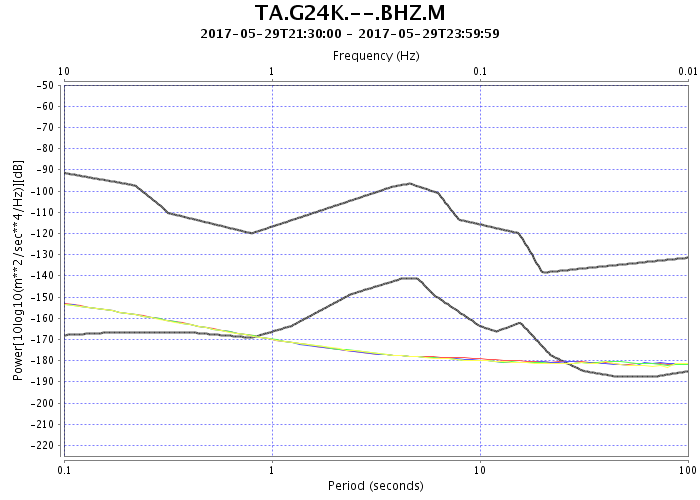 TA.G24K.--.BHZ.M
2017-05-29T21:30:00 - 2017-05-29T23:59:59
Frequency (Hz)
10 1 0.1 0.01
-50
-60
-70
-80
-90
-100
-110
-120
-130
-140
-150
-160
-170
-180
-190
-200
-210
-220
Power[10log10(m**2/sec**4/Hz)][dB]
0.1 1 10 100
Period (seconds)